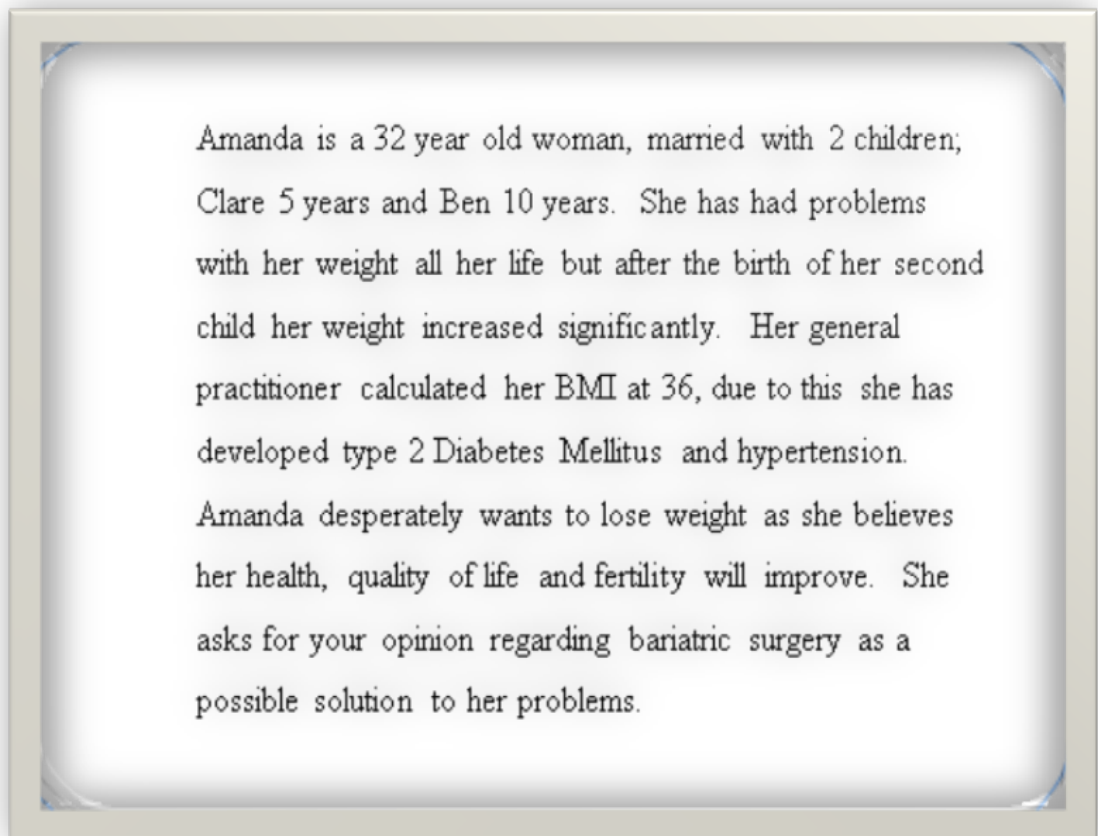 Amanda is a 32 year old woman, married with 2 children;
Clare 5 years and Ben 10 years. She has had problems
with her weight all her life but after the birth of her second
child her weight increased significantly. Her general
practitioner calculated her BMI at 36, due to this she has
developed type 2 Diabetes Mellitus and hypertension.
Amanda desperately wants to lose weight as she believes
her health, quality of life and fertility will improve. She
asks for your opinion regarding bariatric surgery as a
possible solution to her problems.